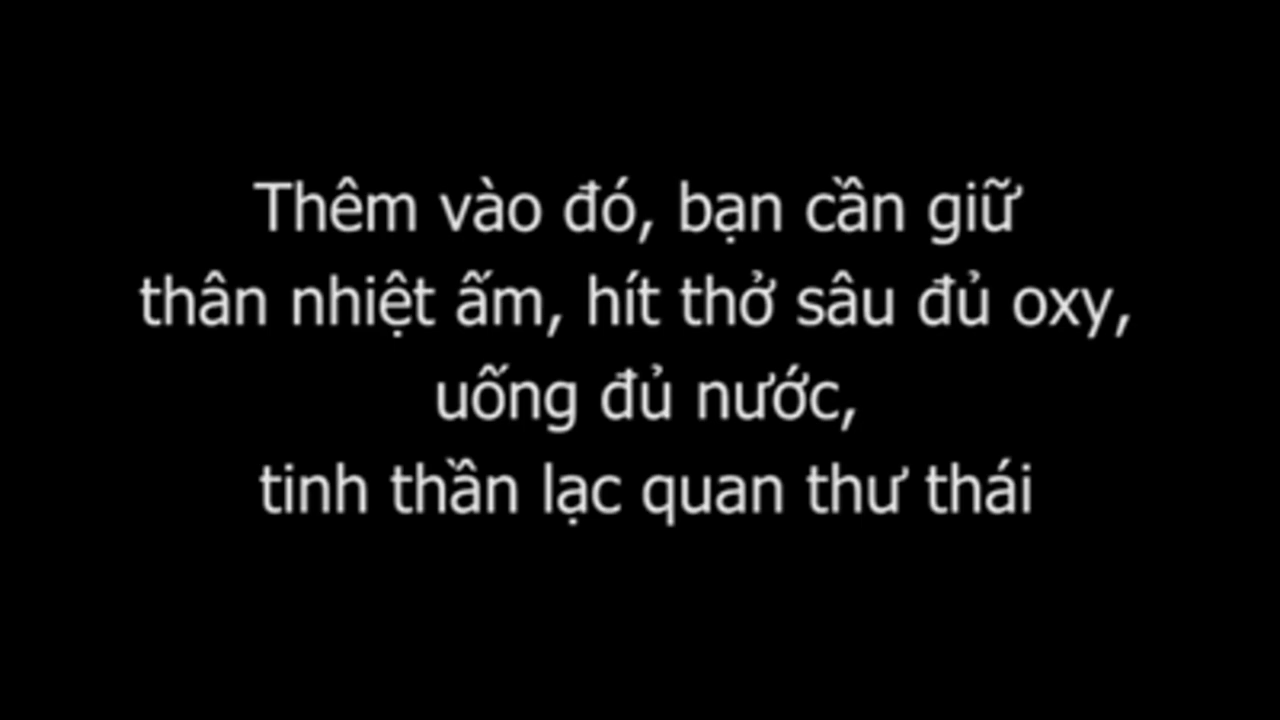 Thêm vào đó, bạn cần giữ
thân nhiệt ấm, hít thở sâu đủ oxy,
uống đủ nước,
tinh thần lạc quan thư thái